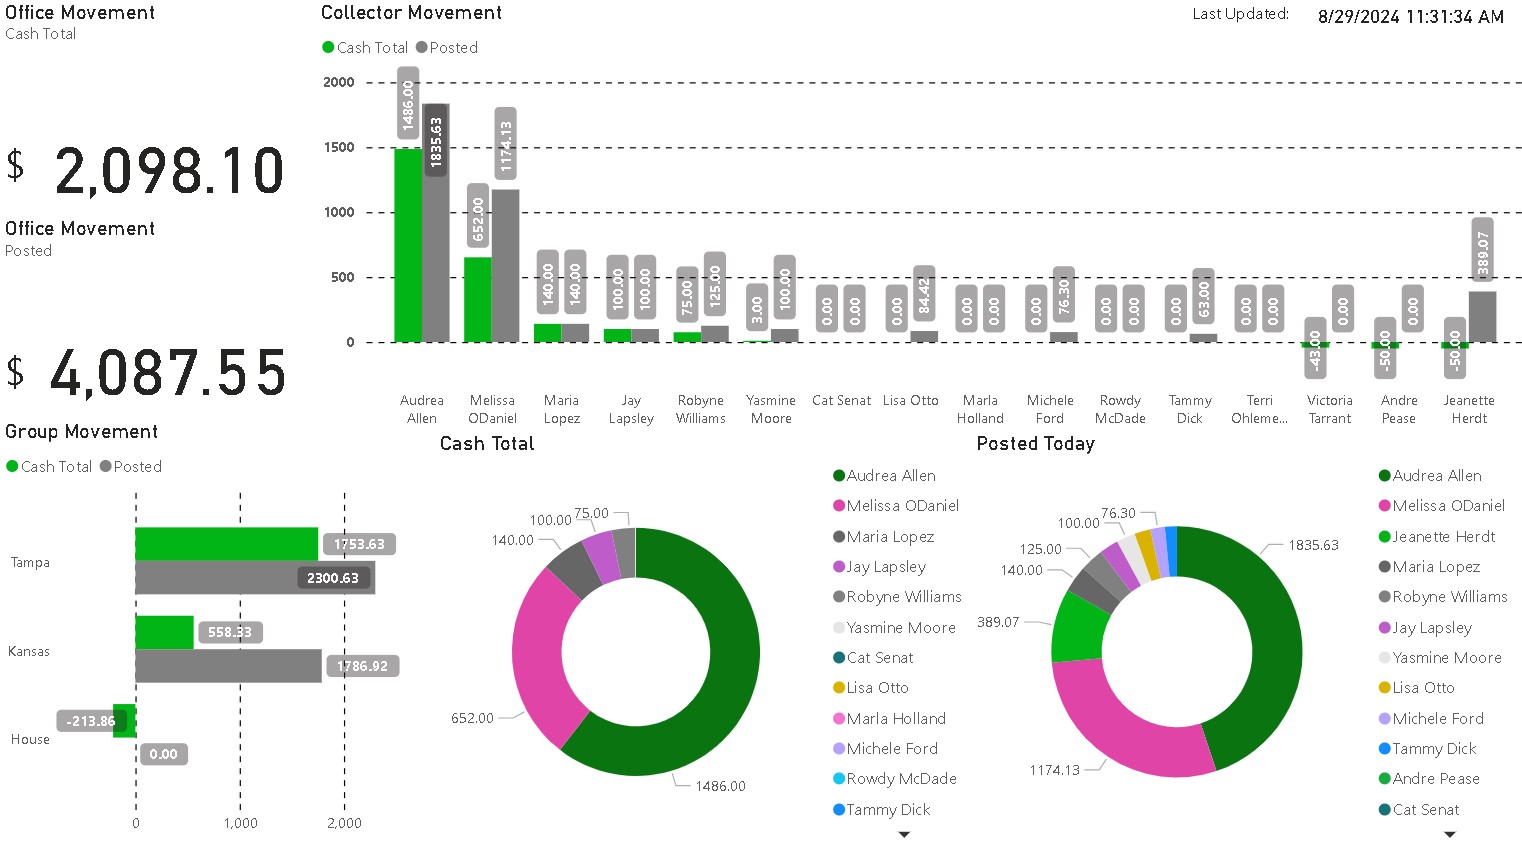 Office Movement
Cash Total
$ 2,098.10
Office Movement
Posted
$ 4,087.55
Collector Movement
Last Updated: 8/29/2024 11:31:34 AM
Cash Total Posted
2000
1500
1000
500
0
1486.00 1835.63
652.00 1174.13
140.00 140.00
100.00 100.00
75.00 125.00
3.00 100.00
0.00 0.00
0.00 84.42
0.00 0.00
0.00 76.30
0.00 0.00
0.00 63.00
0.00 0.00
-43.00 0.00
-50.00 0.00
-50.00 389.07
Audrea
Allen
Melissa
ODaniel
Maria
Lopez
Jay
Lapsley
Robyne
Williams
Yasmine
Moore
Cat Senat
Lisa Otto
Marla
Holland
Michele
Ford
Rowdy
McDade
Tammy
Dick
Terri
Ohleme...
Victoria
Tarrant
Andre
Pease
Jeanette
Herdt
Group Movement
Cash Total Posted
Tampa
1753.63
2300.63
Kansas
558.33
1786.92
House
-213.86
0.00
0 1,000 2,000
Cash Total
75.00
100.00
140.00
652.00
1486.00
Audrea Allen
Melissa ODaniel
Maria Lopez
Jay Lapsley
Robyne Williams
Yasmine Moore
Cat Senat
Lisa Otto
Marla Holland
Michele Ford
Rowdy McDade
Tammy Dick
Posted Today
76.30
100.00
125.00
140.00
389.07
1174.13
1835.63
Audrea Allen
Melissa ODaniel
Jeanette Herdt
Maria Lopez
Robyne Williams
Jay Lapsley
Yasmine Moore
Lisa Otto
Michele Ford
Tammy Dick
Andre Pease
Cat Senat